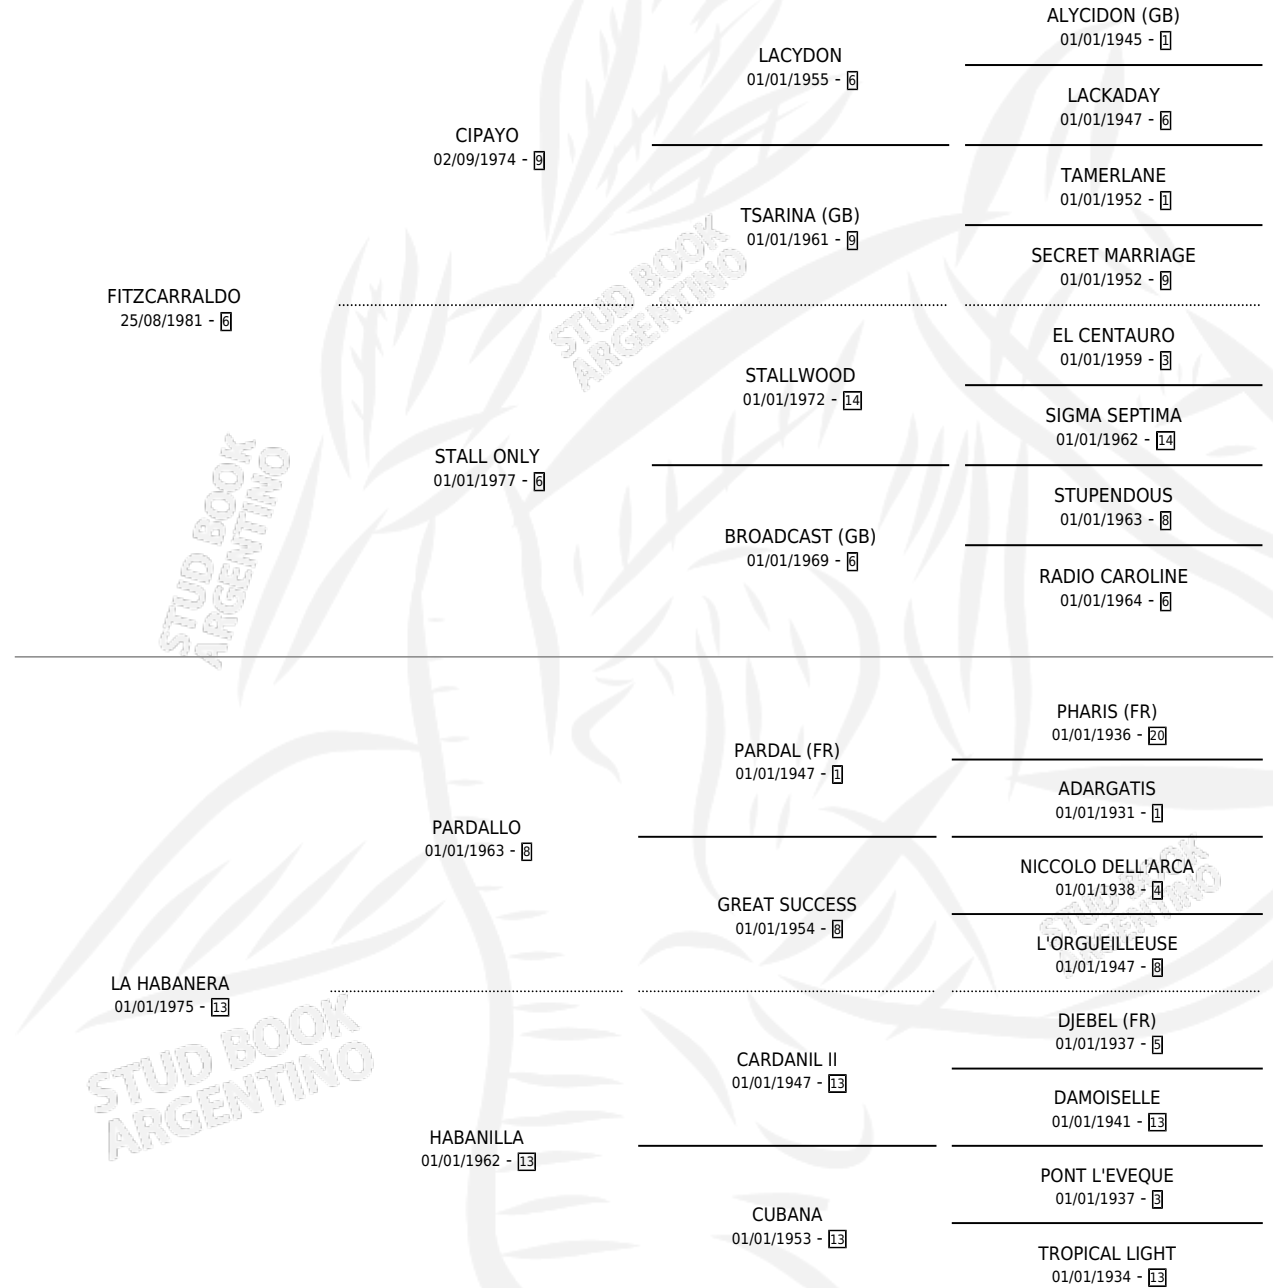 FITZCARRALDO
25/08/1981 - 6
CIPAYO
02/09/1974 - 9
STALL ONLY
01/01/1977 - 6
LACYDON
01/01/1955 - 6
TSARINA (GB)
01/01/1961 - 9
STALLWOOD
01/01/1972 - 14
BROADCAST (GB)
01/01/1969 - 6
ALYCIDON (GB)
01/01/1945 - 1
LACKADAY
01/01/1947 - 6
TAMERLANE
01/01/1952 - 1
SECRET MARRIAGE
01/01/1952 - 9
EL CENTAURO
01/01/1959 - 3
SIGMA SEPTIMA
01/01/1962 - 14
STUPENDOUS
01/01/1963 - 8
RADIO CAROLINE
01/01/1964 - 6
STUD BOOK
ARGENTINO
STUD BOOK
ARGENTINO
LA HABANERA
01/01/1975 - 13
PARDALLO
01/01/1963 - 8
HABANILLA
01/01/1962 - 13
PARDAL (FR)
01/01/1947 - 1
GREAT SUCCESS
01/01/1954 - 8
CARDANIL II
01/01/1947 - 13
CUBANA
01/01/1953 - 13
PHARIS (FR)
01/01/1936 - 20
ADARGATIS
01/01/1931 - 1
NICCOLO DELL'ARCA
01/01/1938 - 4
L'ORGUEILLEUSE
01/01/1947 - 8
DJEBEL (FR)
01/01/1937 - 5
DAMOISELLE
01/01/1941 - 13
PONT L'EVEQUE
01/01/1937 - 3
TROPICAL LIGHT
01/01/1934 - 13
STUD BOOK
ARGENTINO
STUD BOOK
ARGENTINO